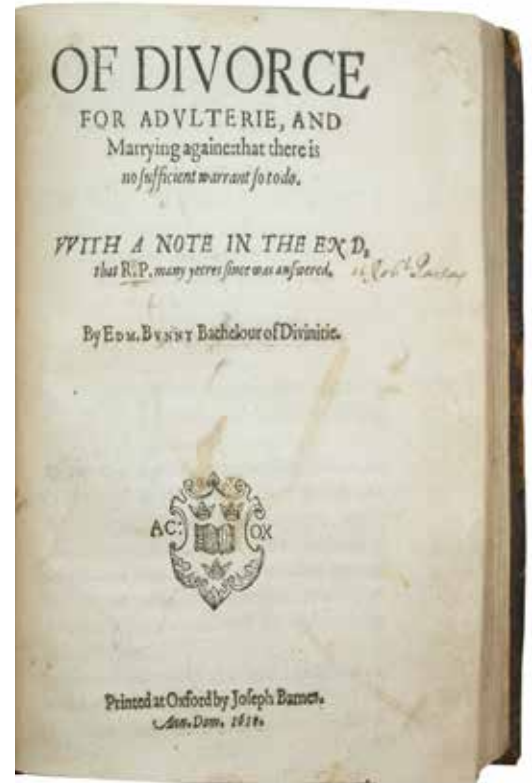 OF DIVORCE
FOR ADVLTERIE, AND
Marrying againe: that there is
no ſufficient warrant ſo to do.
WITH A NOTE IN THE END,
that R.P. many yeeres ſince was anſwered.
By EDM. BVNNY Bachelour of Divinitie.
AC: OX
Printed at Oxford by Joſeph Barnes.
Ann. Dom. 1610.